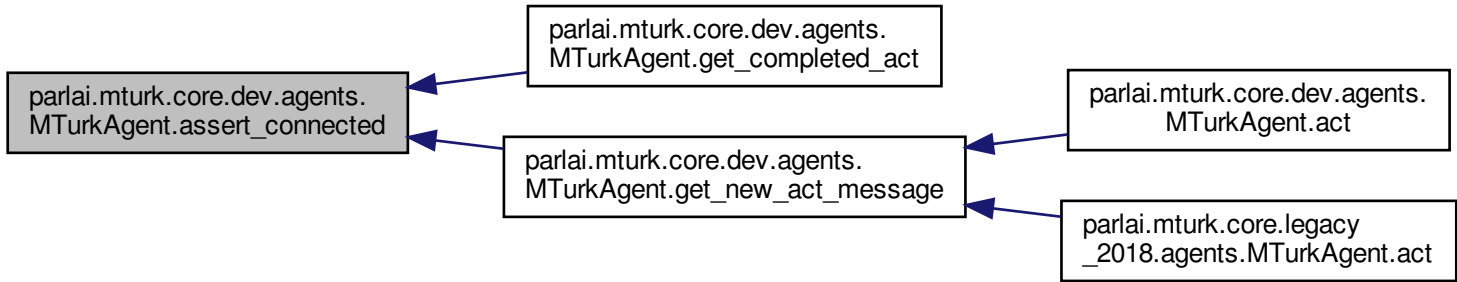 parlai.mturk.core.dev.agents.
MTurkAgent.assert_connected
parlai.mturk.core.dev.agents.
MTurkAgent.get_completed_act
parlai.mturk.core.dev.agents.
MTurkAgent.get_new_act_message
parlai.mturk.core.dev.agents.
MTurkAgent.act
parlai.mturk.core.legacy
_2018.agents.MTurkAgent.act